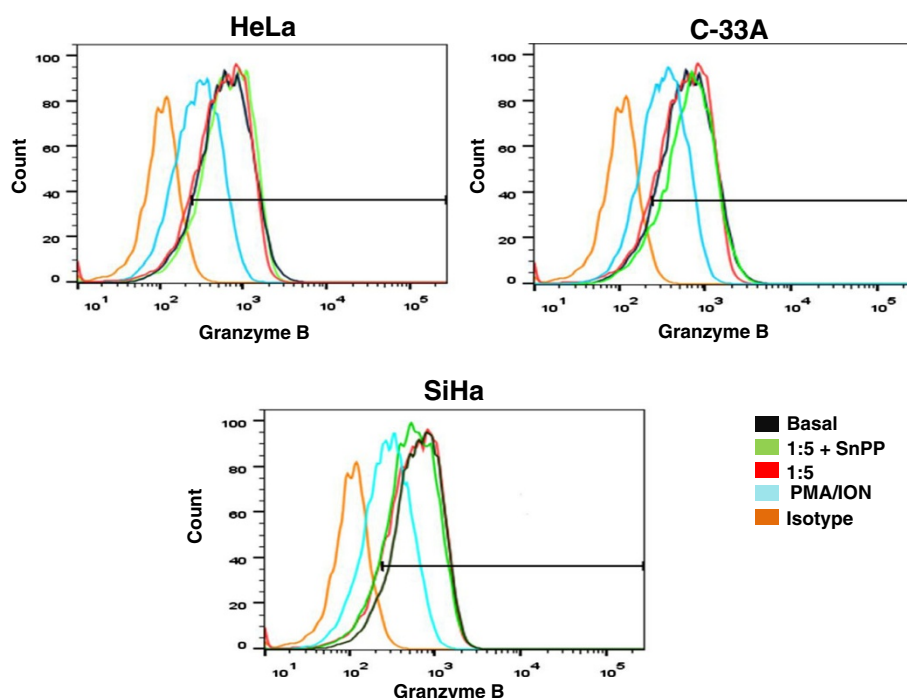 HeLa
100
80
60
40
20
0
Count
10¹ 10² 10³ 10⁴ 10⁵
Granzyme B
C-33A
100
80
60
40
20
0
Count
10¹ 10² 10³ 10⁴ 10⁵
Granzyme B
SiHa
100
80
60
40
20
0
Count
10¹ 10² 10³ 10⁴ 10⁵
Granzyme B
Basal
1:5 + SnPP
1:5
PMA/ION
Isotype